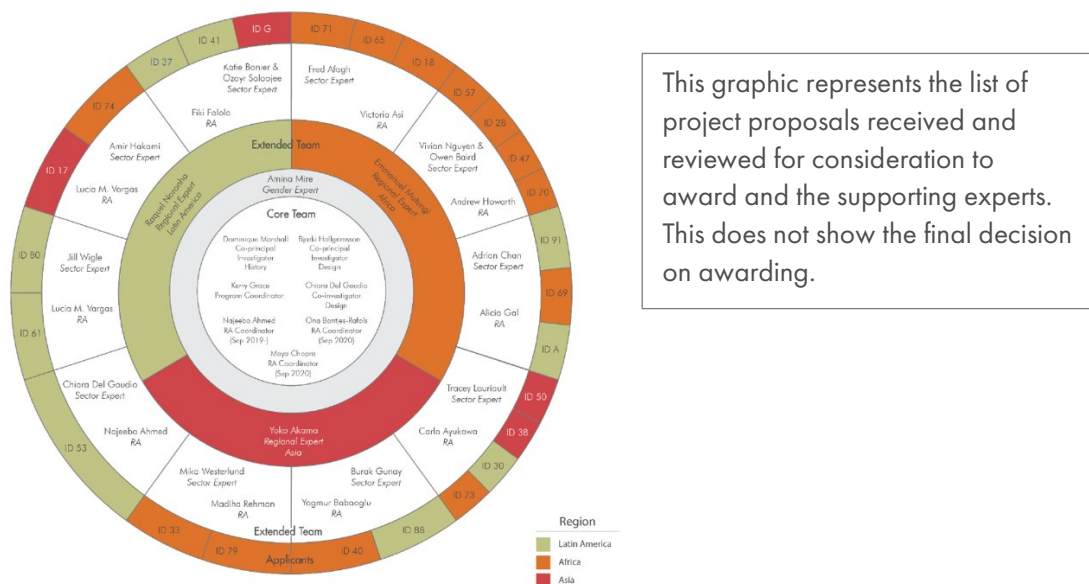 ID G
ID 71
ID 65
ID 18
ID 57
ID 28
ID 47
ID 70
ID 91
ID 69
ID A
ID 50
ID 38
ID 30
ID 73
ID 88
ID 40
Applicants
ID 79
ID 33
ID 53
ID 61
ID 80
ID 17
ID 74
ID 37
ID 41
Katie Bonier &
Ozayr Saloojee
Sector Expert
Fiki Falola
RA
Fred Afagh
Sector Expert
Victoria Asi
RA
Vivian Nguyen &
Owen Baird
Sector Expert
Andrew Howarth
RA
Adrian Chan
Sector Expert
Alicia Gal
RA
Tracey Lauriault
Sector Expert
Carla Ayukawa
RA
Burak Gunay
Sector Expert
Yagmur Babaoglu
RA
Mika Westerlund
Sector Expert
Madiha Rehman
RA
Extended Team
Chiara Del Gaudio
Sector Expert
Najeeba Ahmed
RA
Jill Wigle
Sector Expert
Lucia M. Vargas
RA
Amir Hakami
Sector Expert
Lucia M. Vargas
RA
Extended Team
Raquel Noronha
Regional Expert
Latin America
Emmanuel Mutungi
Regional Expert
Africa
Yoko Akama
Regional Expert
Asia
Amina Mire
Gender Expert
Core Team
Dominique Marshall
Co-principal
Investigator
History
Bjarki Hallgrimsson
Co-principal
Investigator
Design
Kerry Grace
Program Coordinator
Chiara Del Gaudio
Co-investigator
Design
Najeeba Ahmed
RA Coordinator
(Sep 2019-)
RA Coordinator
(Sep 2020)
Maya Chopra
RA Coordinator
(Sep 2020)
This graphic represents the list of
project proposals received and
reviewed for consideration to
award and the supporting experts.
This does not show the final decision
on awarding.
Region
Latin America
Africa
Asia